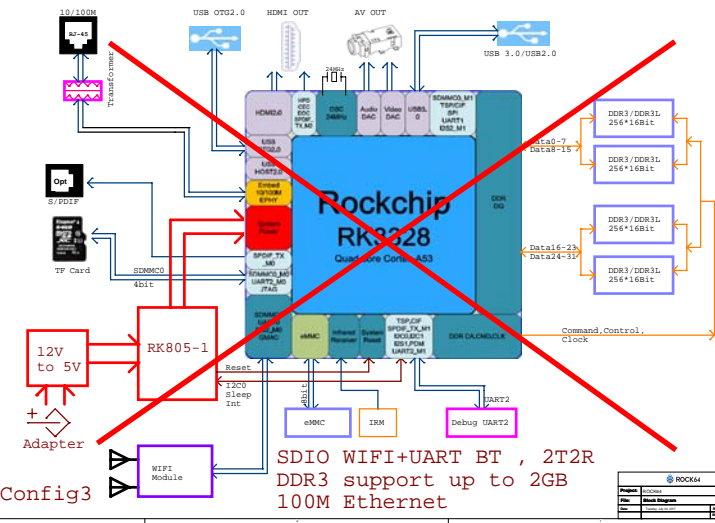 10/100M
RJ-45
Transformer
USB OTG2.0
HDMI OUT
AV OUT
USB 3.0/USB2.0
24MHz
HDMI2.0
OSC
24MHz
Audio
DAC
Video
DAC
USB3.
0
SDMMC0_M1
TSP/CIF
SPI
UART1
I2S2_M1
OTG2.0
HOST2.0
Embed
10/100M
EPHY
System
Power
SPDIF_TX
_M0
SDMMC0_M0
UART2_M0
JTAG
GMAC
eMMC
Infrared
Receiver
System
Reset
TSP,CIF
SPDIF_TX_M1
I2C0,I2C1
I2S1,PDM
UART2_M1
DDR CA,CMD,CLK
DDR
DQ
Rockchip
RK3328
Quad-core Cortex-A53
Opt
S/PDIF
TF Card
SDMMC0
4bit
Data0-7
Data8-15
Data16-23
Data24-31
DDR3/DDR3L
256*16Bit
DDR3/DDR3L
256*16Bit
DDR3/DDR3L
256*16Bit
DDR3/DDR3L
256*16Bit
Command,Control,
Clock
12V
to 5V
RK805-1
Adapter
Reset
I2C0
Sleep
Int
8bit
eMMC
IRM
UART2
Debug UART2
WIFI
Module
Config3
SDIO WIFI+UART BT , 2T2R
DDR3 support up to 2GB
100M Ethernet
ROCK64
Project: ROCK64
File: Block Diagram